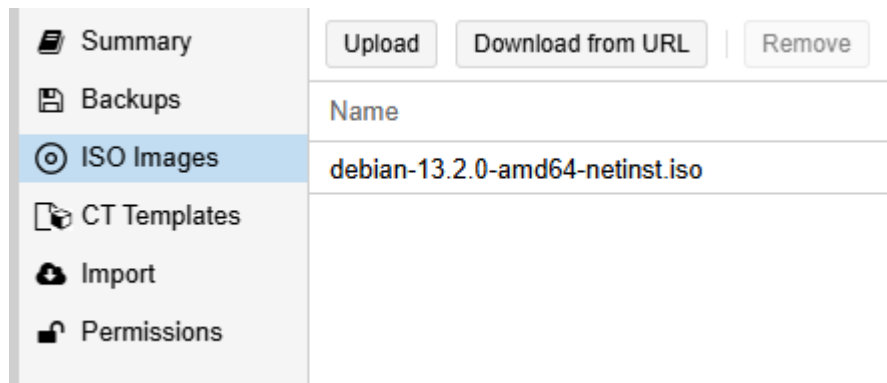 Summary
Backups
ISO Images
CT Templates
Import
Permissions
Upload Download from URL Remove
Name
debian-13.2.0-amd64-netinst.iso